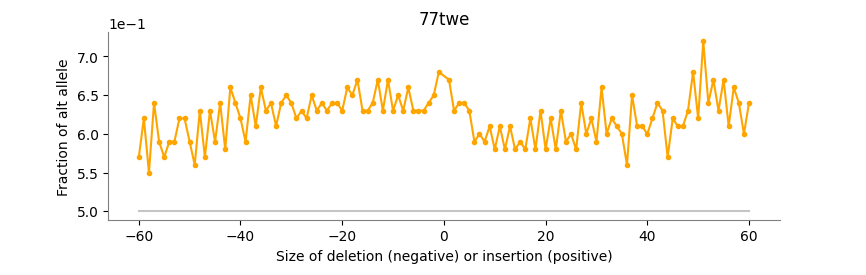 77twe
1e−1
7.0
6.5
6.0
5.5
5.0
Fraction of alt allele
−60 −40 −20 0 20 40 60
Size of deletion (negative) or insertion (positive)